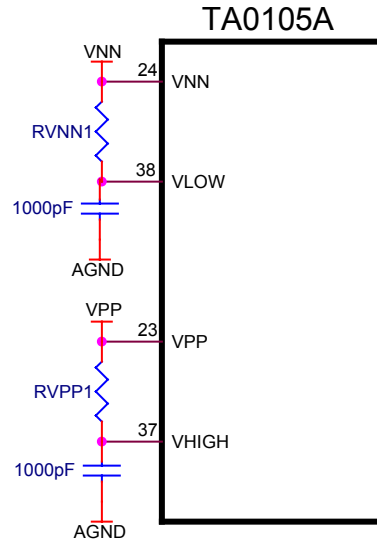 TA0105A
VNN
24
VNN
RVNN1
38
VLOW
1000pF
AGND
VPP
23
VPP
RVPP1
37
VHIGH
1000pF
AGND